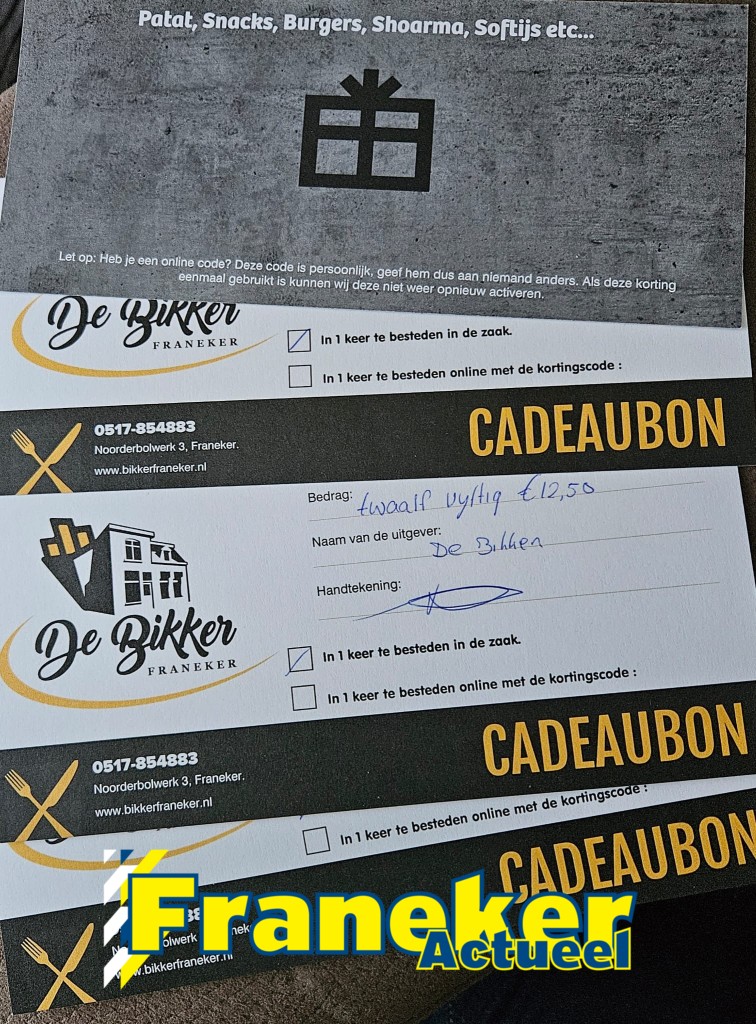 Patat, Snacks, Burgers, Shoarma, Softijs etc...
Let op: Heb je een online code? Deze code is persoonlijk, geef hem dus aan niemand anders. Als deze korting
eenmaal gebruikt is kunnen wij deze niet weer opnieuw activeren.
De Bikker
FRANEKER
In 1 keer te besteden in de zaak.
In 1 keer te besteden online met de kortingscode :
0517-854883
Noorderbolwerk 3, Franeker.
www.bikkerfraneker.nl
CADEAUBON
Bedrag: twaalf vyftig €12,50
Naam van de uitgever: De Bikker
Handtekening:
De Bikker
FRANEKER
In 1 keer te besteden in de zaak.
In 1 keer te besteden online met de kortingscode :
0517-854883
Noorderbolwerk 3, Franeker.
www.bikkerfraneker.nl
CADEAUBON
In 1 keer te besteden online met de kortingscode :
CADEAUBON
www.bikkerfraneker.nl
Franeker
Actueel